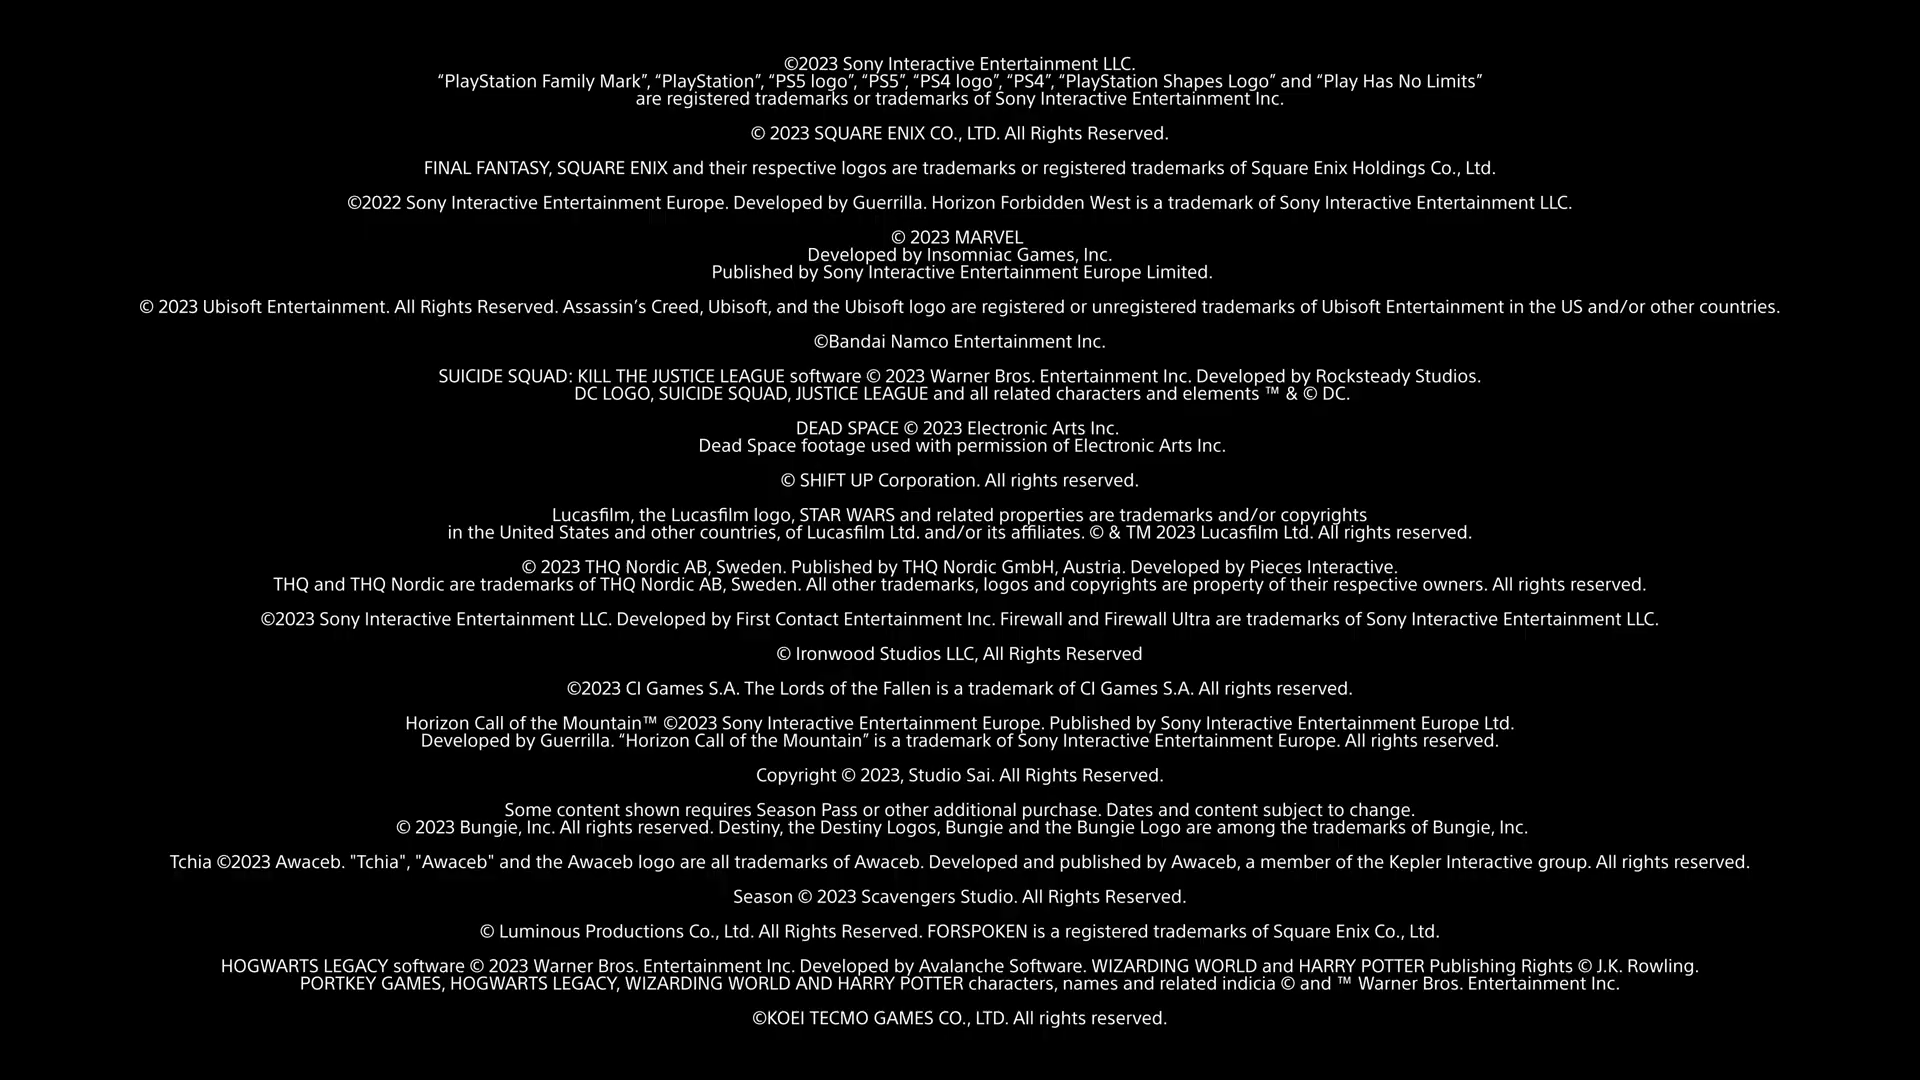 ©2023 Sony Interactive Entertainment LLC.
“PlayStation Family Mark”, “PlayStation”, “PS5 logo”, “PS5”, “PS4 logo”, “PS4”, “PlayStation Shapes Logo” and “Play Has No Limits”
are registered trademarks or trademarks of Sony Interactive Entertainment Inc.
© 2023 SQUARE ENIX CO., LTD. All Rights Reserved.
FINAL FANTASY, SQUARE ENIX and their respective logos are trademarks or registered trademarks of Square Enix Holdings Co., Ltd.
©2022 Sony Interactive Entertainment Europe. Developed by Guerrilla. Horizon Forbidden West is a trademark of Sony Interactive Entertainment LLC.
© 2023 MARVEL
Developed by Insomniac Games, Inc.
Published by Sony Interactive Entertainment Europe Limited.
© 2023 Ubisoft Entertainment. All Rights Reserved. Assassin’s Creed, Ubisoft, and the Ubisoft logo are registered or unregistered trademarks of Ubisoft Entertainment in the US and/or other countries.
©Bandai Namco Entertainment Inc.
SUICIDE SQUAD: KILL THE JUSTICE LEAGUE software © 2023 Warner Bros. Entertainment Inc. Developed by Rocksteady Studios.
DC LOGO, SUICIDE SQUAD, JUSTICE LEAGUE and all related characters and elements ™ & © DC.
DEAD SPACE © 2023 Electronic Arts Inc.
Dead Space footage used with permission of Electronic Arts Inc.
© SHIFT UP Corporation. All rights reserved.
Lucasfilm, the Lucasfilm logo, STAR WARS and related properties are trademarks and/or copyrights
in the United States and other countries, of Lucasfilm Ltd. and/or its affiliates. © & TM 2023 Lucasfilm Ltd. All rights reserved.
© 2023 THQ Nordic AB, Sweden. Published by THQ Nordic GmbH, Austria. Developed by Pieces Interactive.
THQ and THQ Nordic are trademarks of THQ Nordic AB, Sweden. All other trademarks, logos and copyrights are property of their respective owners. All rights reserved.
©2023 Sony Interactive Entertainment LLC. Developed by First Contact Entertainment Inc. Firewall and Firewall Ultra are trademarks of Sony Interactive Entertainment LLC.
© Ironwood Studios LLC, All Rights Reserved
©2023 CI Games S.A. The Lords of the Fallen is a trademark of CI Games S.A. All rights reserved.
Horizon Call of the Mountain™ ©2023 Sony Interactive Entertainment Europe. Published by Sony Interactive Entertainment Europe Ltd.
Developed by Guerrilla. “Horizon Call of the Mountain” is a trademark of Sony Interactive Entertainment Europe. All rights reserved.
Copyright © 2023, Studio Sai. All Rights Reserved.
Some content shown requires Season Pass or other additional purchase. Dates and content subject to change.
© 2023 Bungie, Inc. All rights reserved. Destiny, the Destiny Logos, Bungie and the Bungie Logo are among the trademarks of Bungie, Inc.
Tchia ©2023 Awaceb. "Tchia", "Awaceb" and the Awaceb logo are all trademarks of Awaceb. Developed and published by Awaceb, a member of the Kepler Interactive group. All rights reserved.
Season © 2023 Scavengers Studio. All Rights Reserved.
© Luminous Productions Co., Ltd. All Rights Reserved. FORSPOKEN is a registered trademarks of Square Enix Co., Ltd.
HOGWARTS LEGACY software © 2023 Warner Bros. Entertainment Inc. Developed by Avalanche Software. WIZARDING WORLD and HARRY POTTER Publishing Rights © J.K. Rowling.
PORTKEY GAMES, HOGWARTS LEGACY, WIZARDING WORLD AND HARRY POTTER characters, names and related indicia © and ™ Warner Bros. Entertainment Inc.
©KOEI TECMO GAMES CO., LTD. All rights reserved.